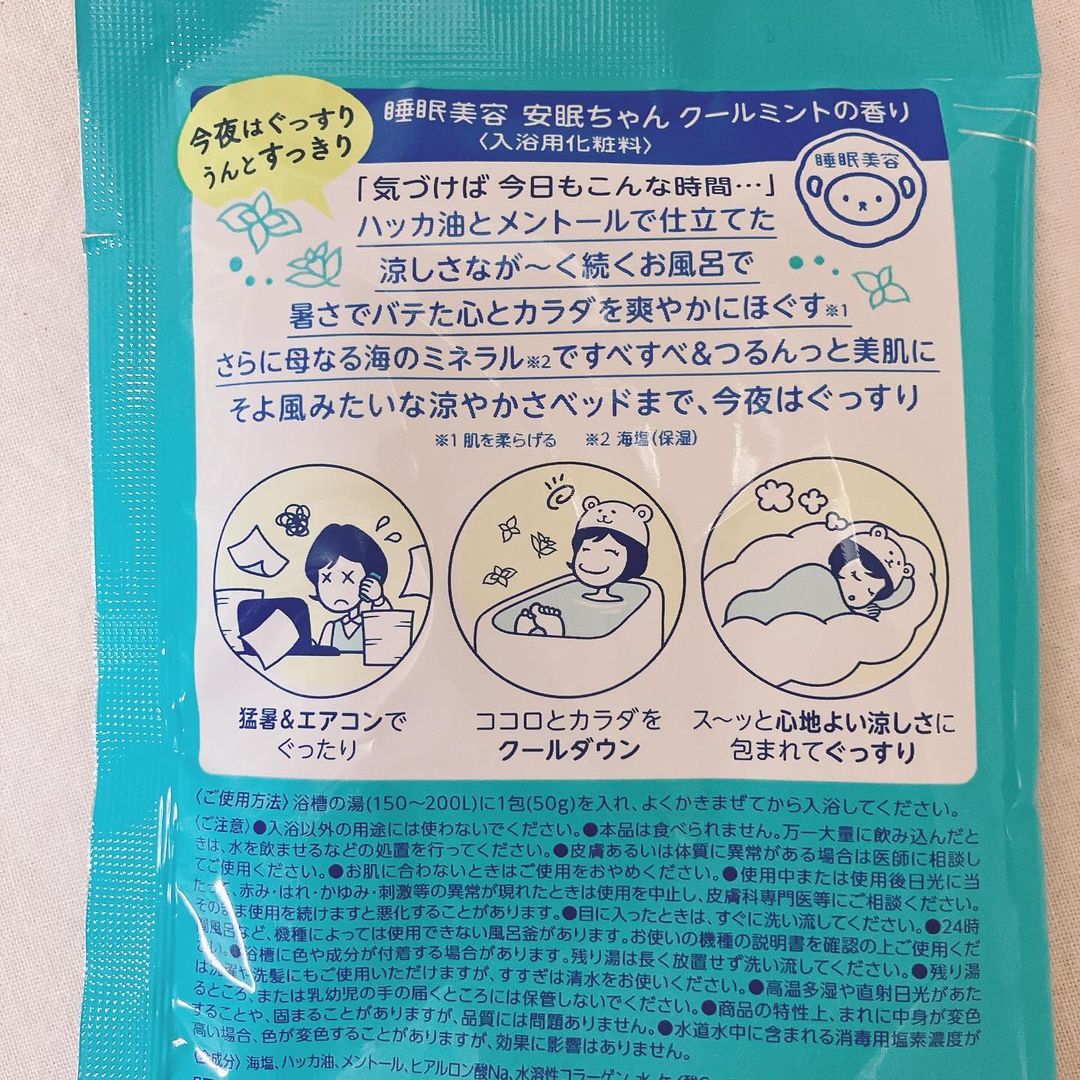 今夜はぐっすり
うんとすっきり
睡眠美容 安眠ちゃん クールミントの香り
〈入浴用化粧料〉
睡眠美容
「気づけば 今日もこんな時間…」
ハッカ油とメントールで仕立てた
涼しさなが〜く続くお風呂で
暑さでバテた心とカラダを爽やかにほぐす※1
さらに母なる海のミネラル※2ですべすべ&つるんっと美肌に
そよ風みたいな涼やかさベッドまで、今夜はぐっすり
※1 肌を柔らげる ※2 海塩(保湿)
猛暑&エアコンで
ぐったり
ココロとカラダを
クールダウン
ス〜ッと心地よい涼しさに
包まれてぐっすり
〈ご使用方法〉浴槽の湯(150〜200L)に1包(50g)を入れ、よくかきまぜてから入浴してください。
〈ご注意〉●入浴以外の用途には使わないでください。●本品は食べられません。万一大量に飲み込んだと
きは、水を飲ませるなどの処置を行ってください。●皮膚あるいは体質に異常がある場合は医師に相談し
てご使用ください。●お肌に合わないときはご使用をおやめください。●使用中または使用後日光に当
たって、赤み・はれ・かゆみ・刺激等の異常が現れたときは使用を中止し、皮膚科専門医等にご相談ください。
そのまま使用を続けますと悪化することがあります。●目に入ったときは、すぐに洗い流してください。●24時
間風呂など、機種によっては使用できない風呂釜があります。お使いの機種の説明書を確認の上ご使用くだ
さい。●浴槽に色や成分が付着する場合があります。残り湯は長く放置せず洗い流してください。●残り湯
は洗濯や洗髪にもご使用いただけますが、すすぎは清水をお使いください。●高温多湿や直射日光があた
るところ、または乳幼児の手の届くところには保管しないでください。●商品の特性上、まれに中身が変色
することや、固まることがありますが、品質には問題ありません。●水道水中に含まれる消毒用塩素濃度が
高い場合、色が変色することがありますが、効果に影響はありません。
成分〉海塩、ハッカ油、メントール、ヒアルロン酸Na、水溶性コラーゲン、水